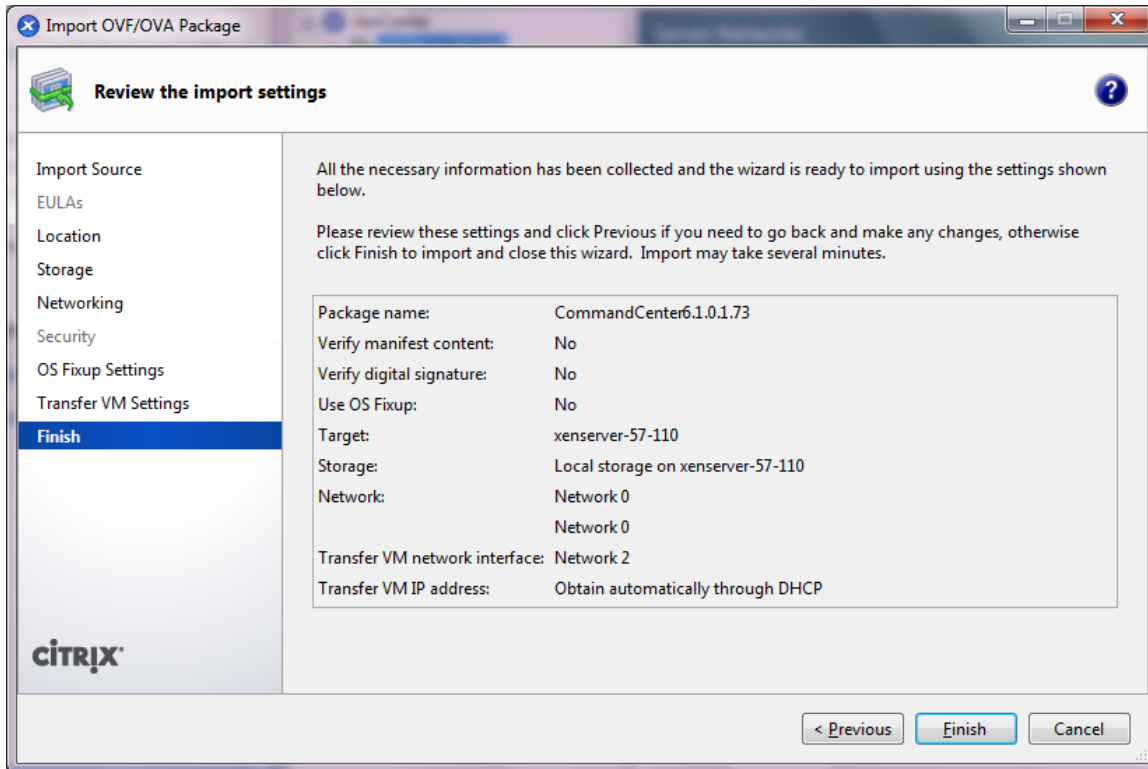 Import OVF/OVA Package
Review the import settings
?
Import Source
EULAs
Location
Storage
Networking
Security
OS Fixup Settings
Transfer VM Settings
Finish
All the necessary information has been collected and the wizard is ready to import using the settings shown
below.
Please review these settings and click Previous if you need to go back and make any changes, otherwise
click Finish to import and close this wizard.  Import may take several minutes.
Package name: CommandCenter6.1.0.1.73
Verify manifest content: No
Verify digital signature: No
Use OS Fixup: No
Target: xenserver-57-110
Storage: Local storage on xenserver-57-110
Network: Network 0
Network 0
Transfer VM network interface: Network 2
Transfer VM IP address: Obtain automatically through DHCP
CITRIX
< Previous
Finish
Cancel